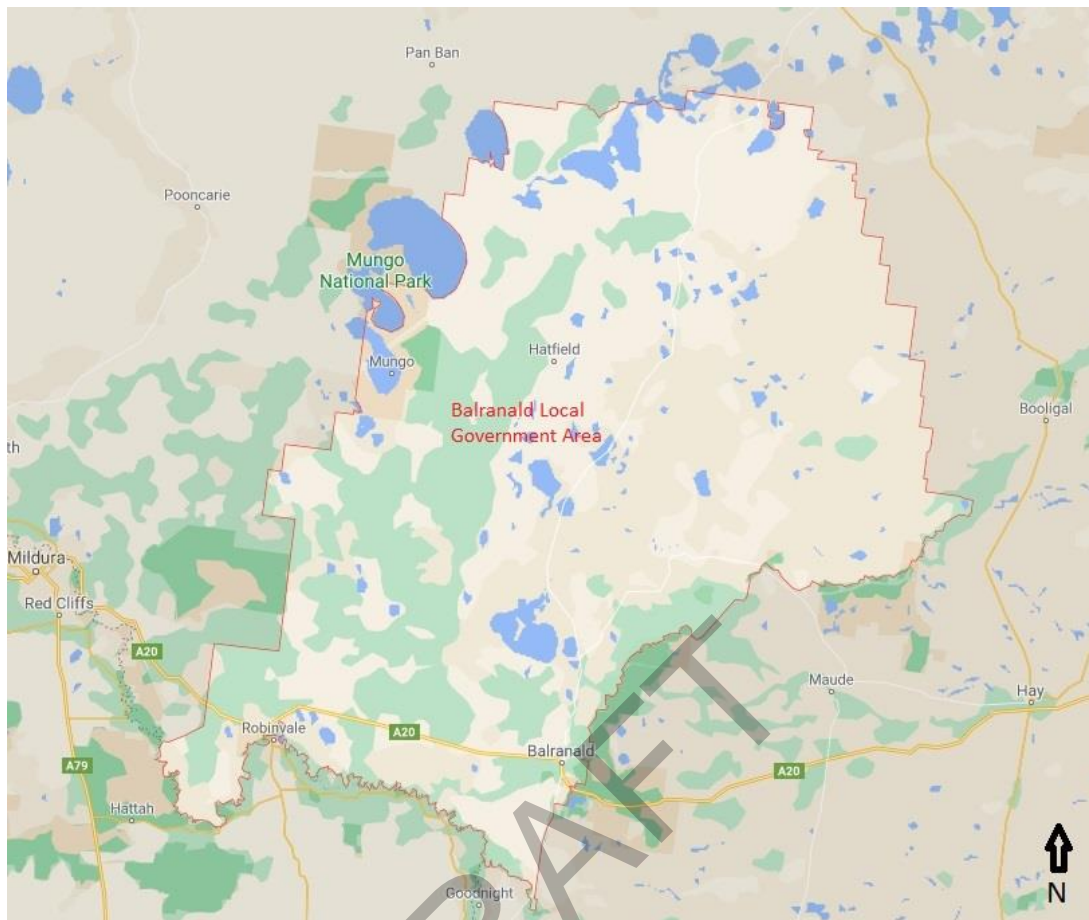 Pan Ban
Pooncarie
Mungo
National Park
Hatfield
Mungo
Balranald Local
Government Area
Booligal
th
Mildura
Red Cliffs
A20
Maude
Hay
Robinvale
A20
Balranald
A79
A20
Hattah
Goodnight
N
DRAFT